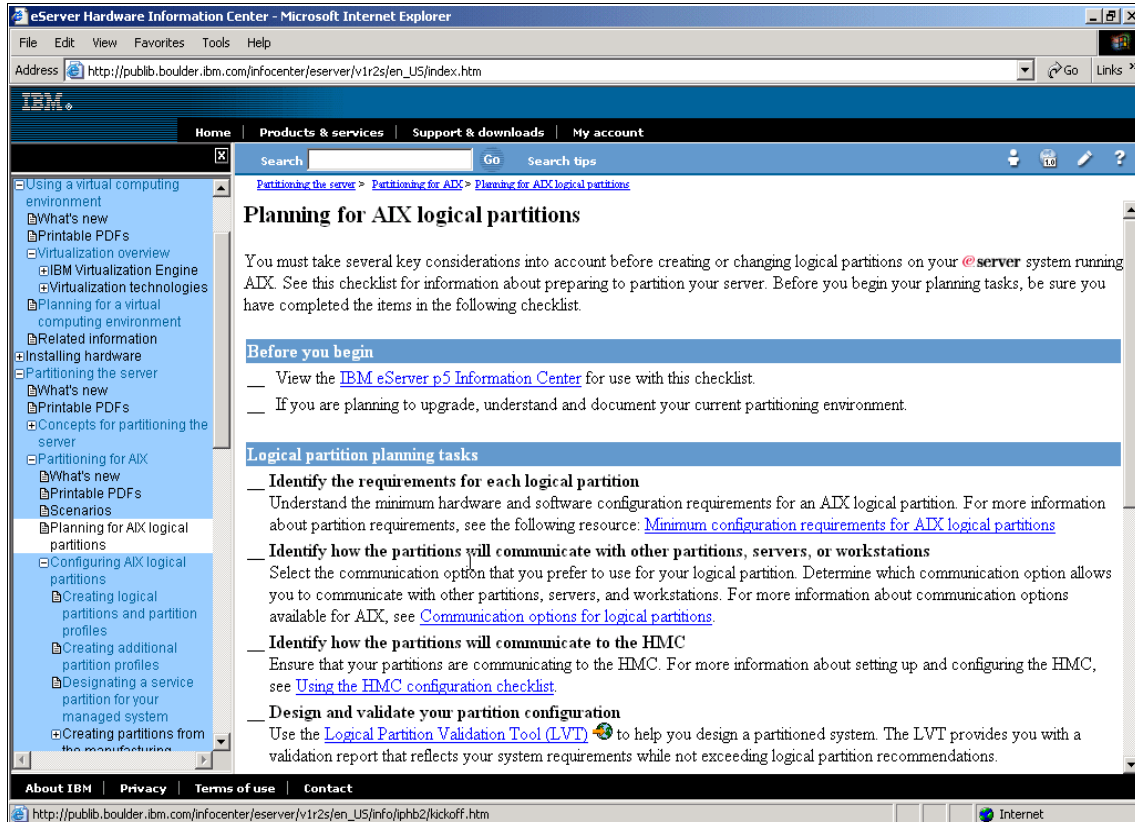 eServer Hardware Information Center - Microsoft Internet Explorer
File Edit View Favorites Tools Help
Address http://publib.boulder.ibm.com/infocenter/eserver/v1r2s/en_US/index.htm Go Links »
IBM
Home | Products & services | Support & downloads | My account
Search Go Search tips
Using a virtual computing
environment
What's new
Printable PDFs
Virtualization overview
IBM Virtualization Engine
Virtualization technologies
Planning for a virtual
computing environment
Related information
Installing hardware
Partitioning the server
What's new
Printable PDFs
Concepts for partitioning the
server
Partitioning for AIX
What's new
Printable PDFs
Scenarios
Planning for AIX logical
partitions
Configuring AIX logical
partitions
Creating logical
partitions and partition
profiles
Creating additional
partition profiles
Designating a service
partition for your
managed system
Creating partitions from
the manufacturing
Partitioning the server > Partitioning for AIX > Planning for AIX logical partitions
Planning for AIX logical partitions
You must take several key considerations into account before creating or changing logical partitions on your eserver system running
AIX. See this checklist for information about preparing to partition your server. Before you begin your planning tasks, be sure you
have completed the items in the following checklist.
Before you begin
__ View the IBM eServer p5 Information Center for use with this checklist.
__ If you are planning to upgrade, understand and document your current partitioning environment.
Logical partition planning tasks
__ Identify the requirements for each logical partition
Understand the minimum hardware and software configuration requirements for an AIX logical partition. For more information
about partition requirements, see the following resource: Minimum configuration requirements for AIX logical partitions
__ Identify how the partitions will communicate with other partitions, servers, or workstations
Select the communication option that you prefer to use for your logical partition. Determine which communication option allows
you to communicate with other partitions, servers, and workstations. For more information about communication options
available for AIX, see Communication options for logical partitions.
__ Identify how the partitions will communicate to the HMC
Ensure that your partitions are communicating to the HMC. For more information about setting up and configuring the HMC,
see Using the HMC configuration checklist.
__ Design and validate your partition configuration
Use the Logical Partition Validation Tool (LVT) to help you design a partitioned system. The LVT provides you with a
validation report that reflects your system requirements while not exceeding logical partition recommendations.
About IBM | Privacy | Terms of use | Contact
http://publib.boulder.ibm.com/infocenter/eserver/v1r2s/en_US/info/iphb2/kickoff.htm Internet